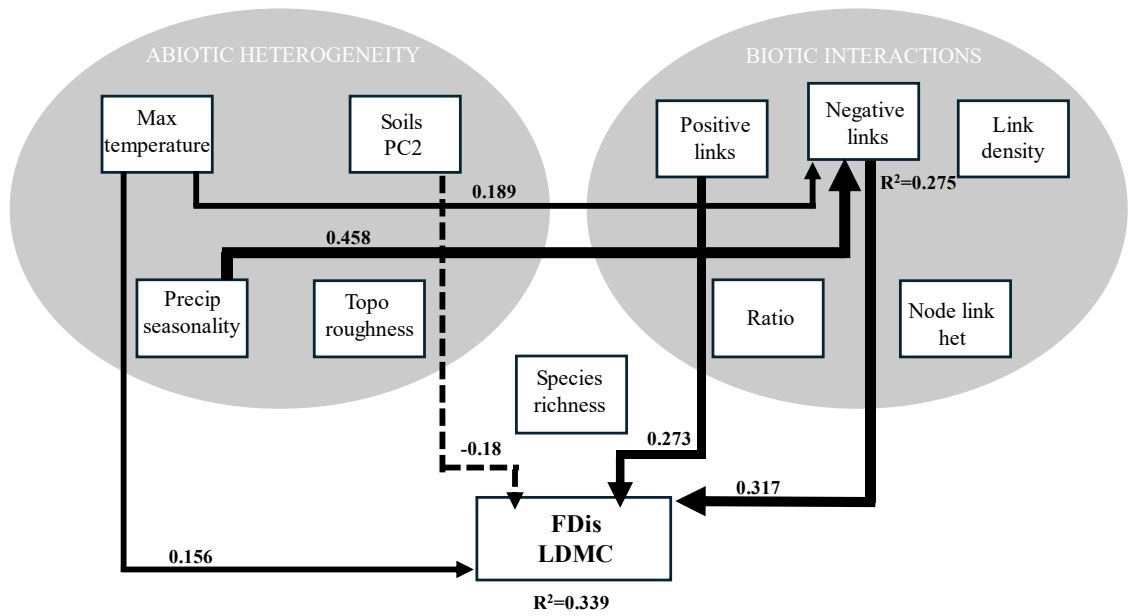 ABIOTIC HETEROGENEITY
BIOTIC INTERACTIONS
Max
temperature
Soils
PC2
Positive
links
Negative
links
Link
density
R²=0.275
0.189
0.458
Precip
seasonality
Topo
roughness
Ratio
Node link
het
Species
richness
-0.18
0.273
0.317
FDis
LDMC
0.156
R²=0.339